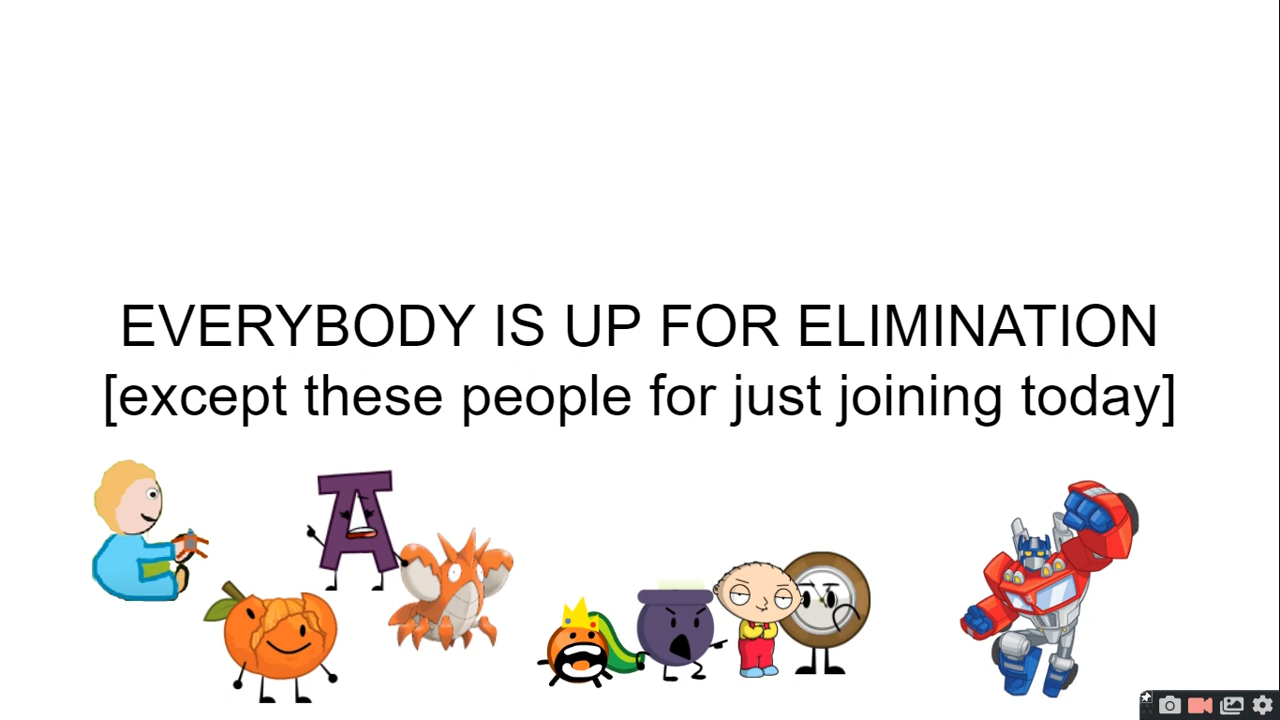 EVERYBODY IS UP FOR ELIMINATION
[except these people for just joining today]